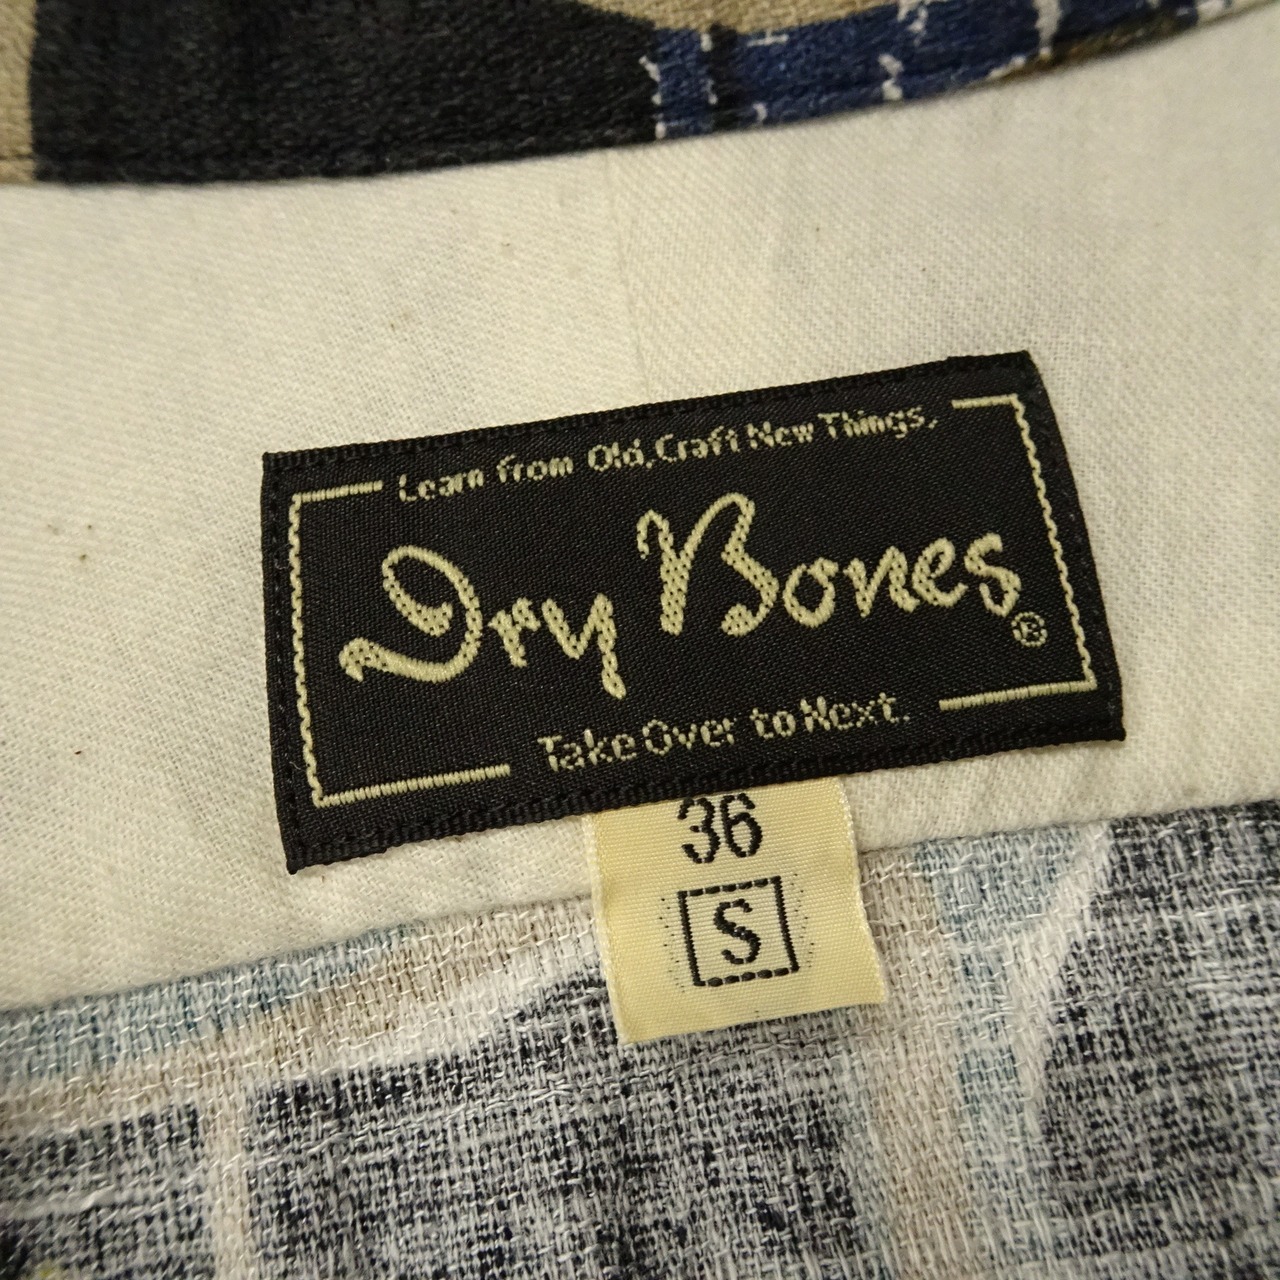 Learn from Old, Craft New Things,
Dry Bones®
Take Over to Next.
36
S